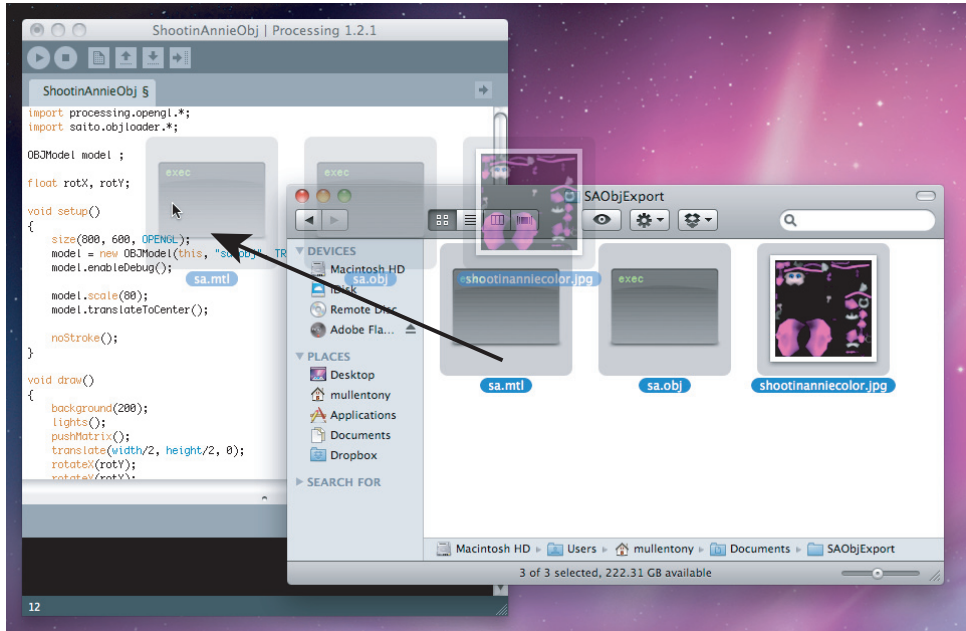 ShootinAnnieObj | Processing 1.2.1
ShootinAnnieObj §
import processing.opengl.*;
import saito.objloader.*;
OBJModel model ;
float rotX, rotY;
void setup()
{
size(800, 600, OPENGL);
model = new OBJModel(this, "sa.obj", TR
model.enableDebug();
model.scale(80);
model.translateToCenter();
noStroke();
}
void draw()
{
background(200);
lights();
pushMatrix();
translate(width/2, height/2, 0);
rotateX(rotY);
12
exec
sa.mtl
exec
sa.obj
shootinanniecolor.jpg
SAObjExport
DEVICES
Macintosh HD
iDisk
Remote Disc
Adobe Fla...
PLACES
Desktop
mullentony
Applications
Documents
Dropbox
SEARCH FOR
exec
sa.mtl
sa.obj
shootinanniecolor.jpg
Macintosh HD Users mullentony Documents SAObjExport
3 of 3 selected, 222.31 GB available